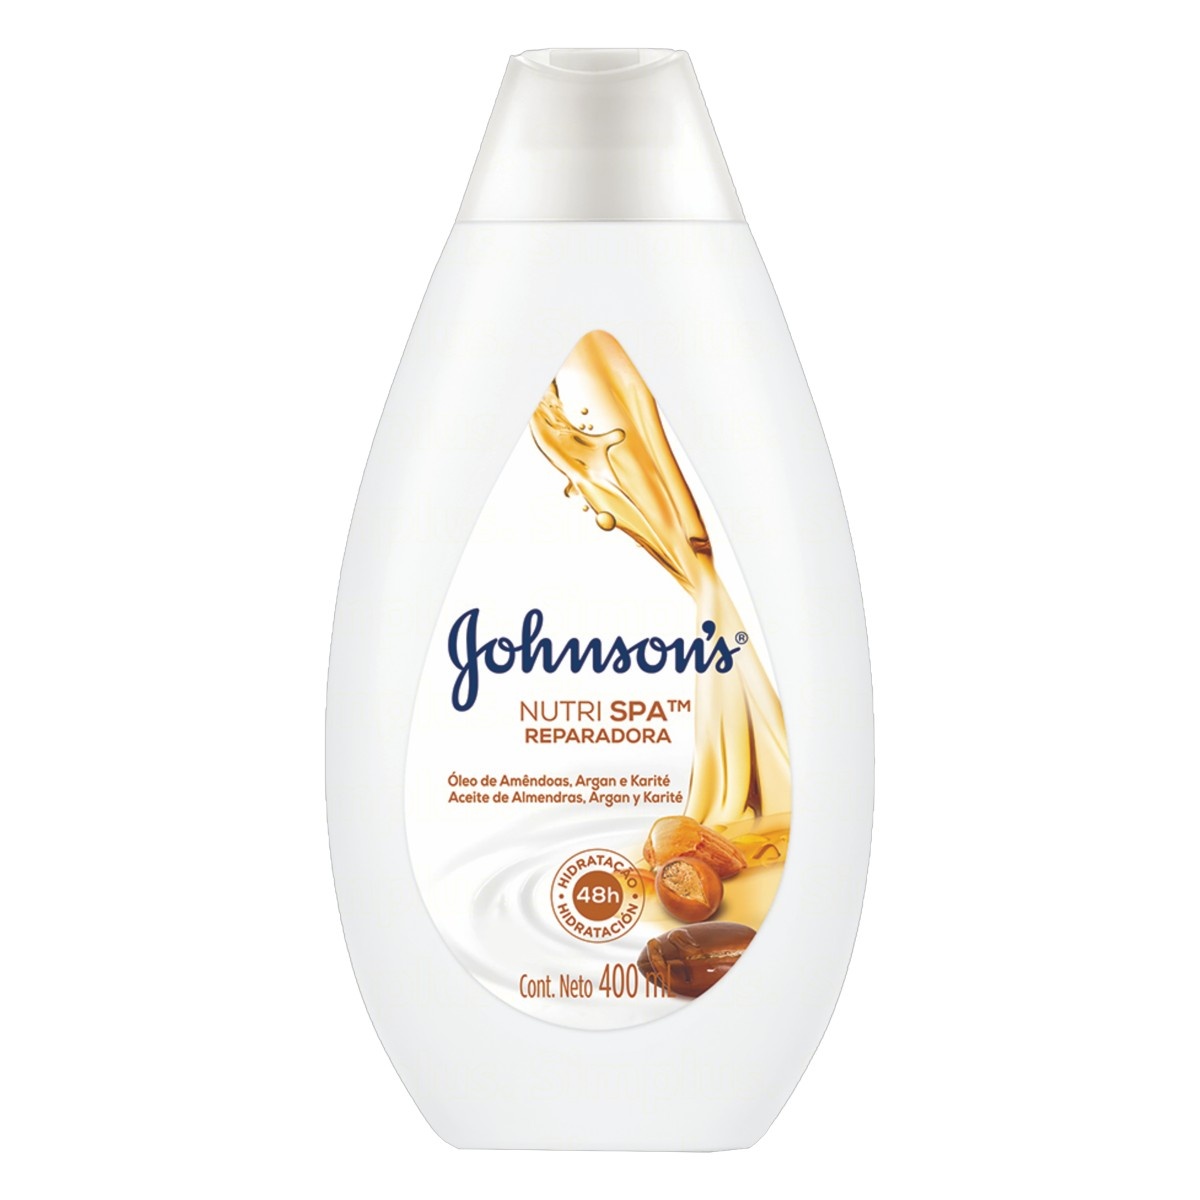 Johnson's®
NUTRI SPA™
REPARADORA
Óleo de Amêndoas, Argan e Karité
Aceite de Almendras, Argan y Karité
HIDRATAÇÃO
48h
HIDRATACIÓN
Cont. Neto 400 mL